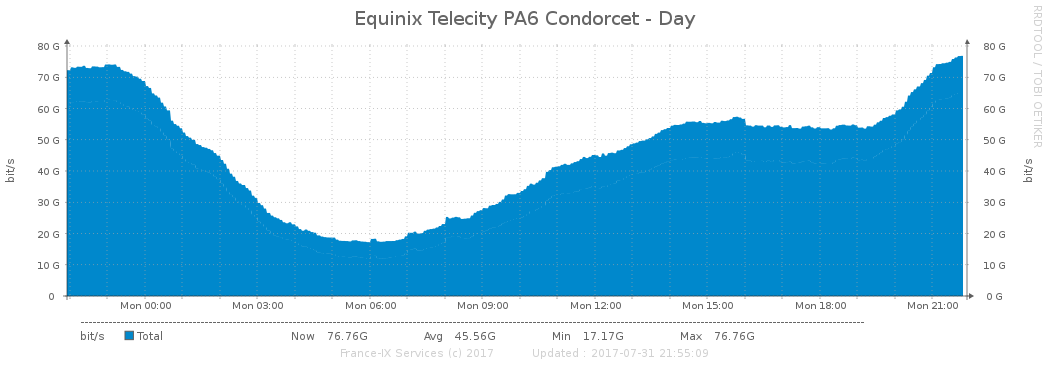 Equinix Telecity PA6 Condorcet - Day
RRDTOOL / TOBI OETIKER
80 G 80 G
70 G 70 G
60 G 60 G
50 G 50 G
40 G 40 G
30 G 30 G
20 G 20 G
10 G 10 G
0 0 G
bit/s bit/s
Mon 00:00 Mon 03:00 Mon 06:00 Mon 09:00 Mon 12:00 Mon 15:00 Mon 18:00 Mon 21:00
bit/s Total Now 76.76G Avg 45.56G Min 17.17G Max 76.76G
France-IX Services (c) 2017 Updated : 2017-07-31 21:55:09